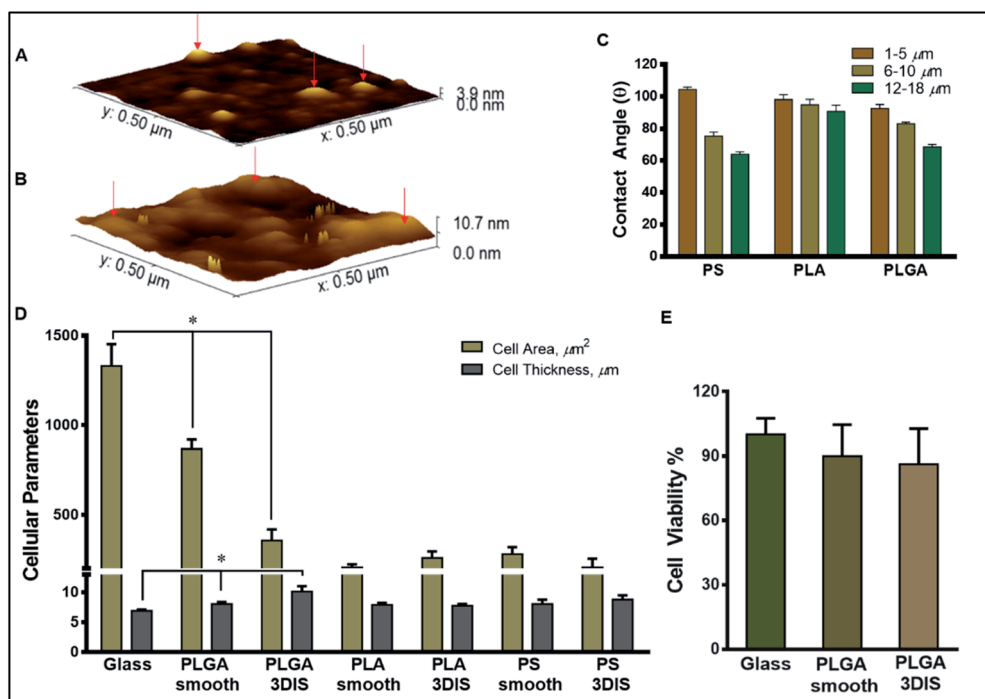 A
3.9 nm
0.0 nm
y: 0.50 µm
x: 0.50 µm
B
10.7 nm
0.0 nm
y: 0.50 µm
x: 0.50 µm
C
1-5 µm
6-10 µm
12-18 µm
Contact Angle (θ)
120
100
80
60
40
20
0
PS PLA PLGA
D
*
Cell Area, µm²
Cell Thickness, µm
Cellular Parameters
1500
1000
500
*
10
5
0
Glass PLGA PLGA PLA PLA PS PS
smooth 3DIS smooth 3DIS smooth 3DIS
E
Cell Viability %
120
90
60
30
0
Glass PLGA PLGA
smooth 3DIS